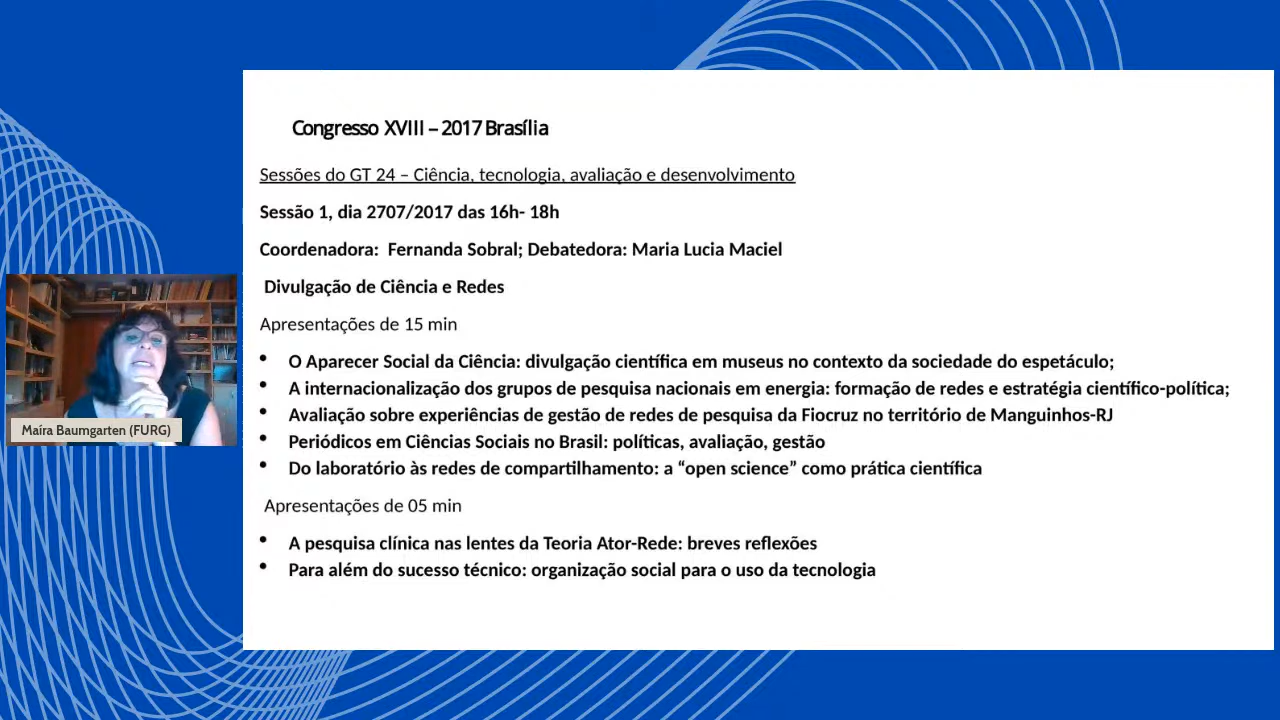 Congresso XVIII – 2017 Brasília
Sessões do GT 24 – Ciência, tecnologia, avaliação e desenvolvimento
Sessão 1, dia 2707/2017 das 16h- 18h
Coordenadora: Fernanda Sobral; Debatedora: Maria Lucia Maciel
Divulgação de Ciência e Redes
Apresentações de 15 min
• O Aparecer Social da Ciência: divulgação científica em museus no contexto da sociedade do espetáculo;
• A internacionalização dos grupos de pesquisa nacionais em energia: formação de redes e estratégia científico-política;
• Avaliação sobre experiências de gestão de redes de pesquisa da Fiocruz no território de Manguinhos-RJ
• Periódicos em Ciências Sociais no Brasil: políticas, avaliação, gestão
• Do laboratório às redes de compartilhamento: a “open science” como prática científica
Apresentações de 05 min
• A pesquisa clínica nas lentes da Teoria Ator-Rede: breves reflexões
• Para além do sucesso técnico: organização social para o uso da tecnologia
Maíra Baumgarten (FURG)